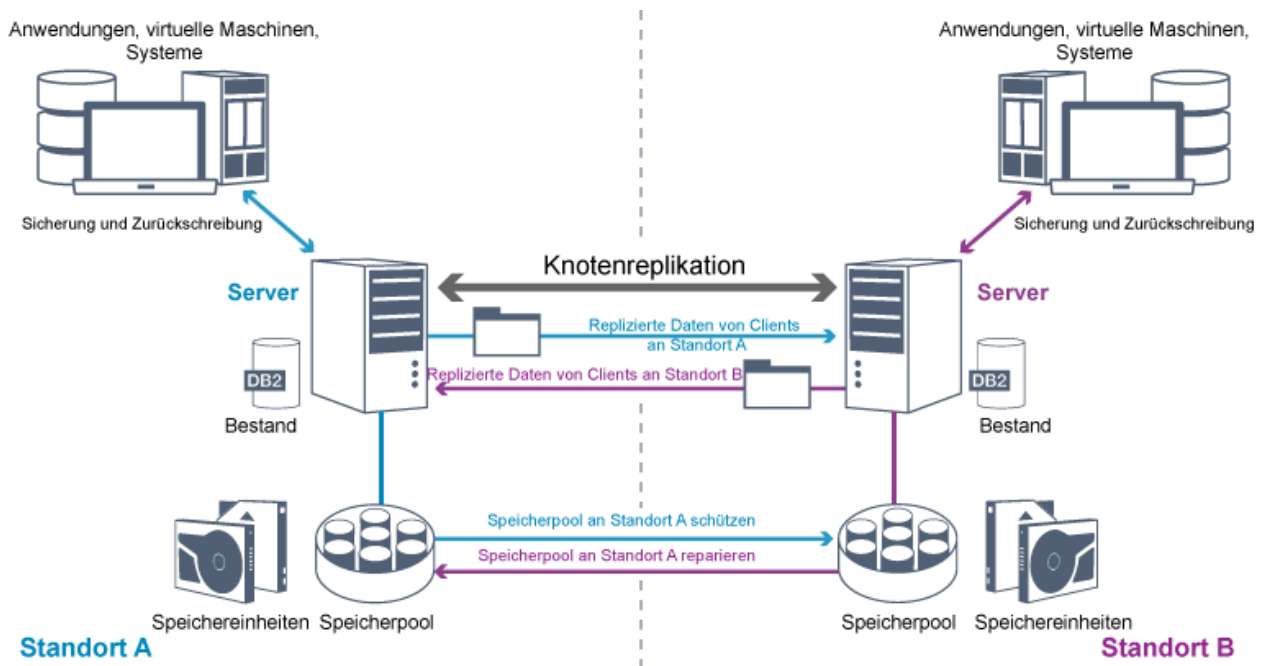 Anwendungen, virtuelle Maschinen,
Systeme
Anwendungen, virtuelle Maschinen,
Systeme
Sicherung und Zurückschreibung
Sicherung und Zurückschreibung
Knotenreplikation
Server
Server
Replizierte Daten von Clients
an Standort A
Replizierte Daten von Clients an Standort B
DB2
DB2
Bestand
Bestand
Speicherpool an Standort A schützen
Speicherpool an Standort A reparieren
Speichereinheiten
Speicherpool
Speicherpool
Speichereinheiten
Standort A
Standort B